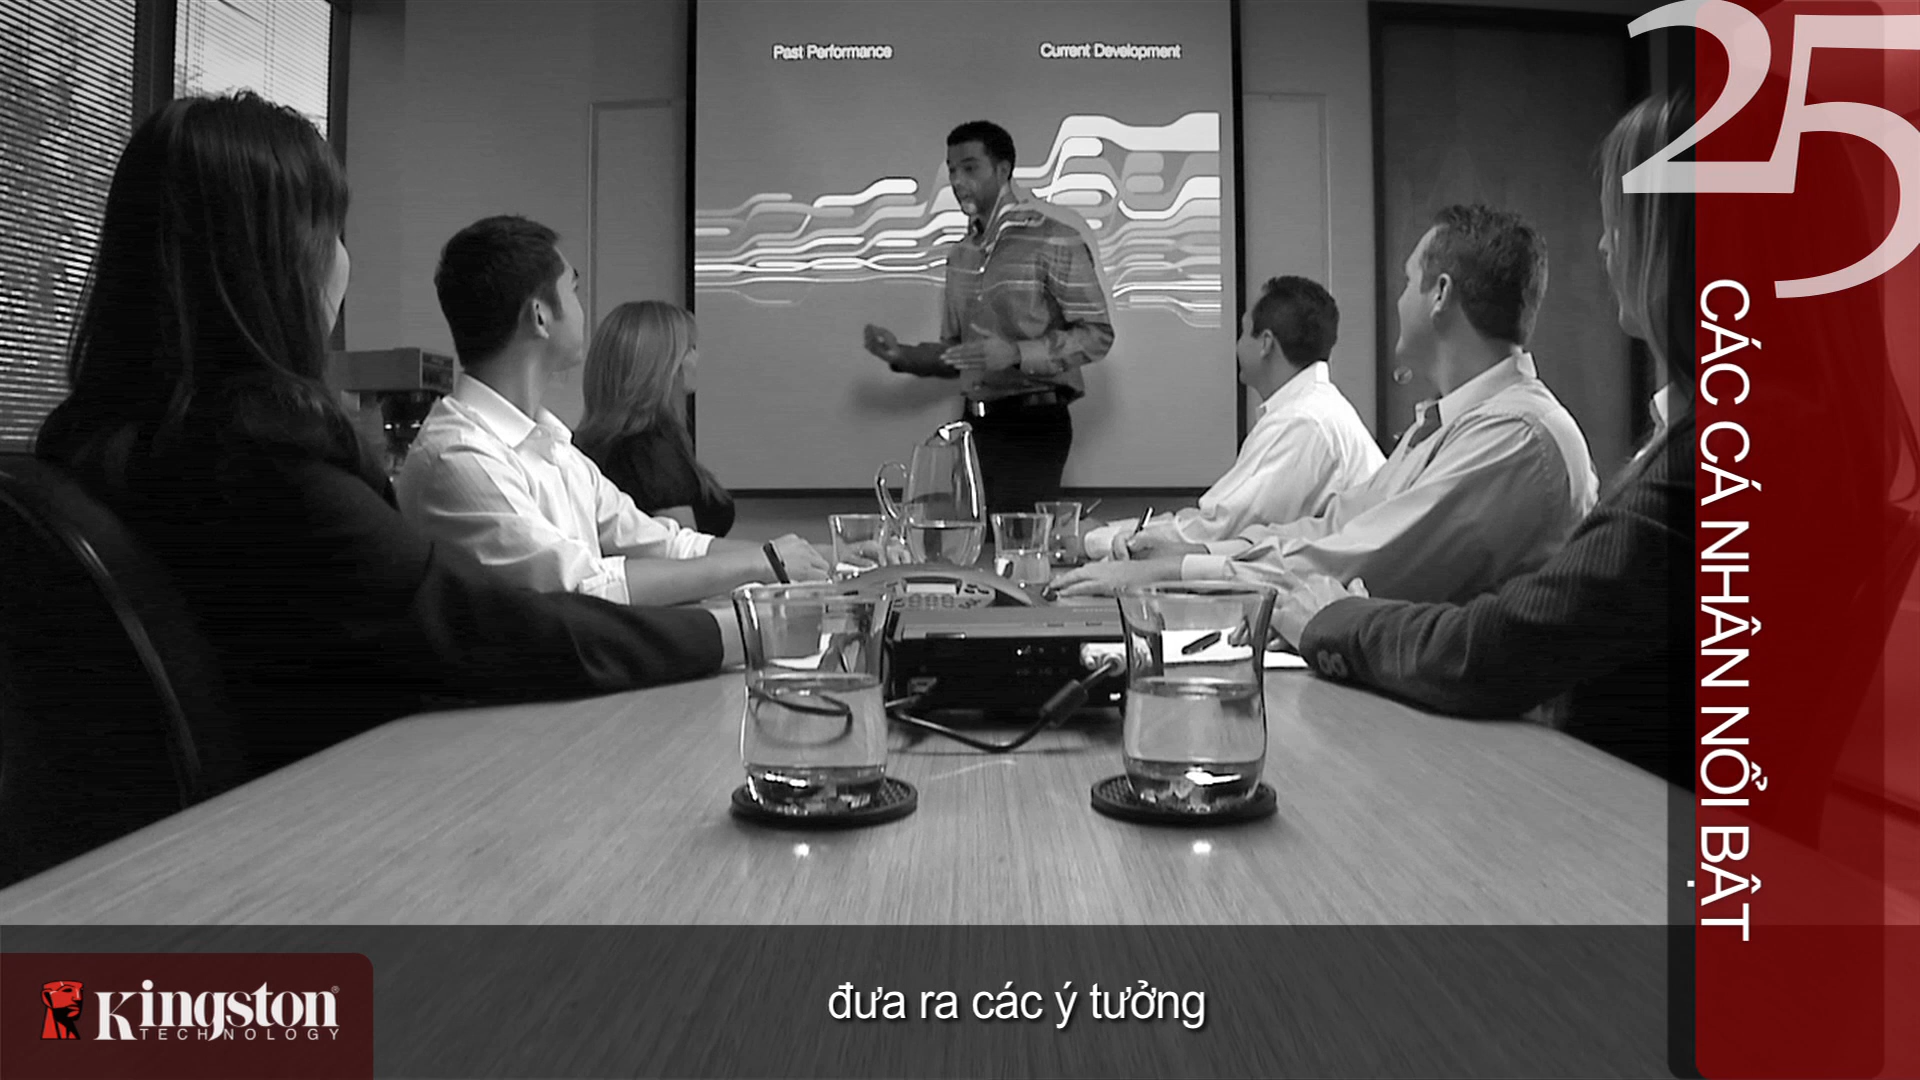 Past Performance
Current Development
25
CÁC CÁ NHÂN NỔI BẬT
đưa ra các ý tưởng
Kingston®
TECHNOLOGY